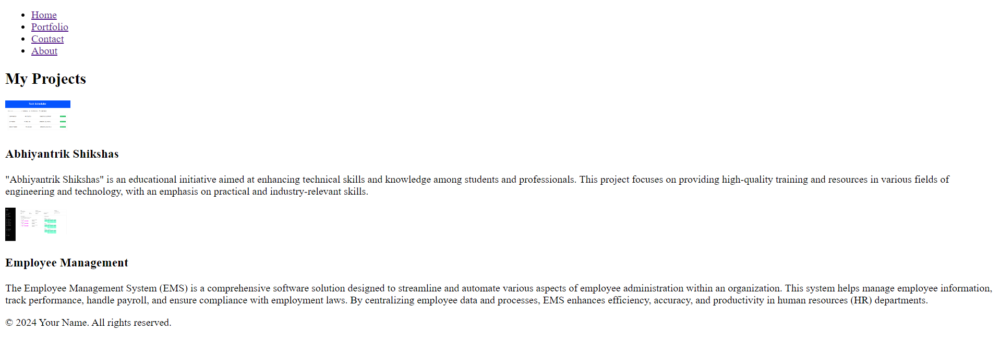 Home
Portfolio
Contact
About
My Projects
Task Scheduler
Abhiyantrik Shikshas
"Abhiyantrik Shikshas" is an educational initiative aimed at enhancing technical skills and knowledge among students and professionals. This project focuses on providing high-quality training and resources in various fields of
engineering and technology, with an emphasis on practical and industry-relevant skills.
Employee Management
The Employee Management System (EMS) is a comprehensive software solution designed to streamline and automate various aspects of employee administration within an organization. This system helps manage employee information,
track performance, handle payroll, and ensure compliance with employment laws. By centralizing employee data and processes, EMS enhances efficiency, accuracy, and productivity in human resources (HR) departments.
© 2024 Your Name. All rights reserved.